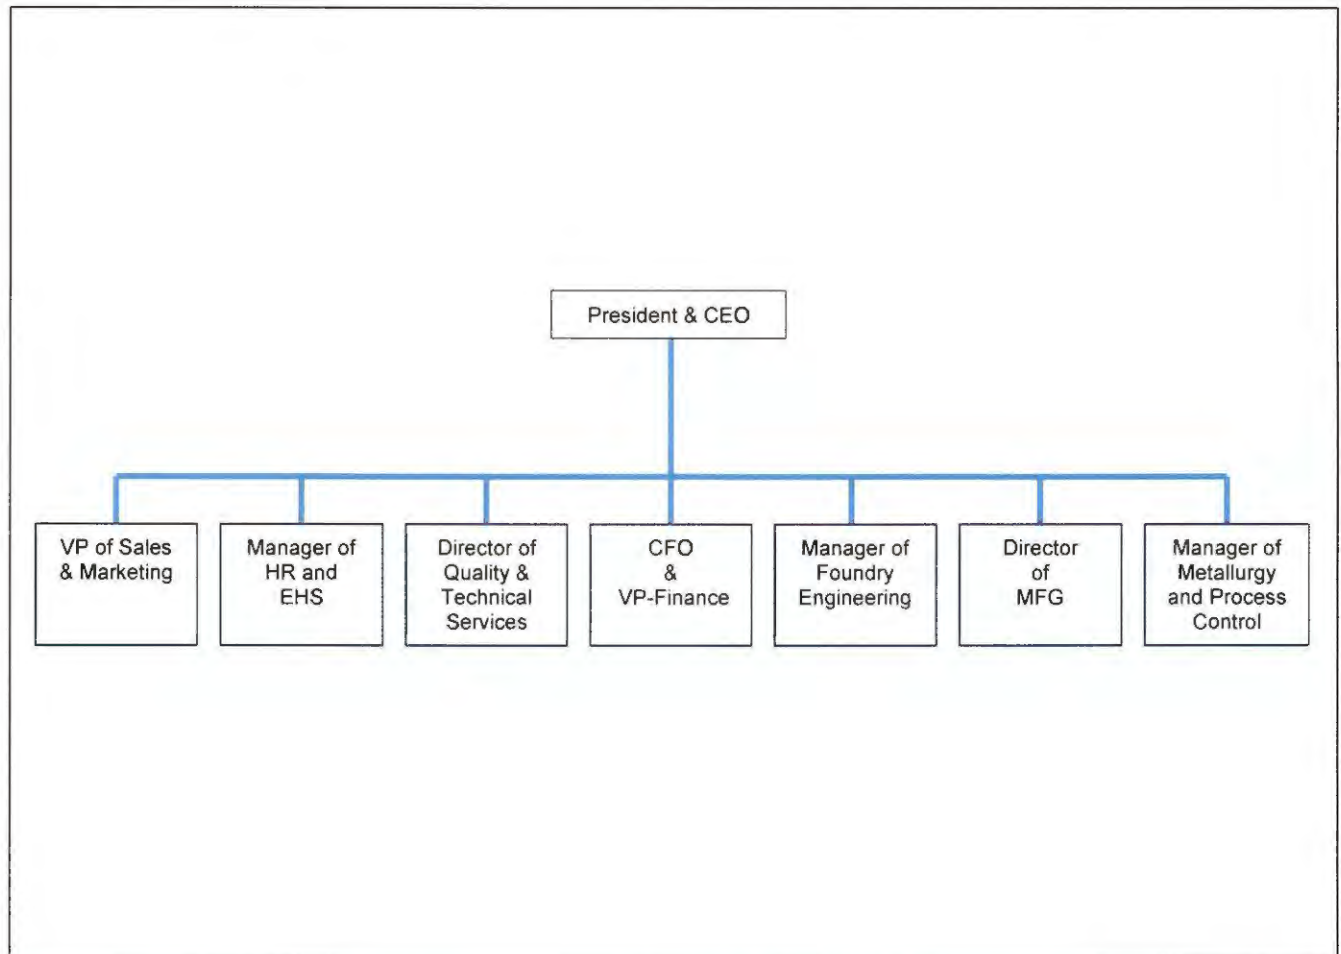 President & CEO
VP of Sales
& Marketing
Manager of
HR and
EHS
Director of
Quality &
Technical
Services
CFO
&
VP-Finance
Manager of
Foundry
Engineering
Director
of
MFG
Manager of
Metallurgy
and Process
Control